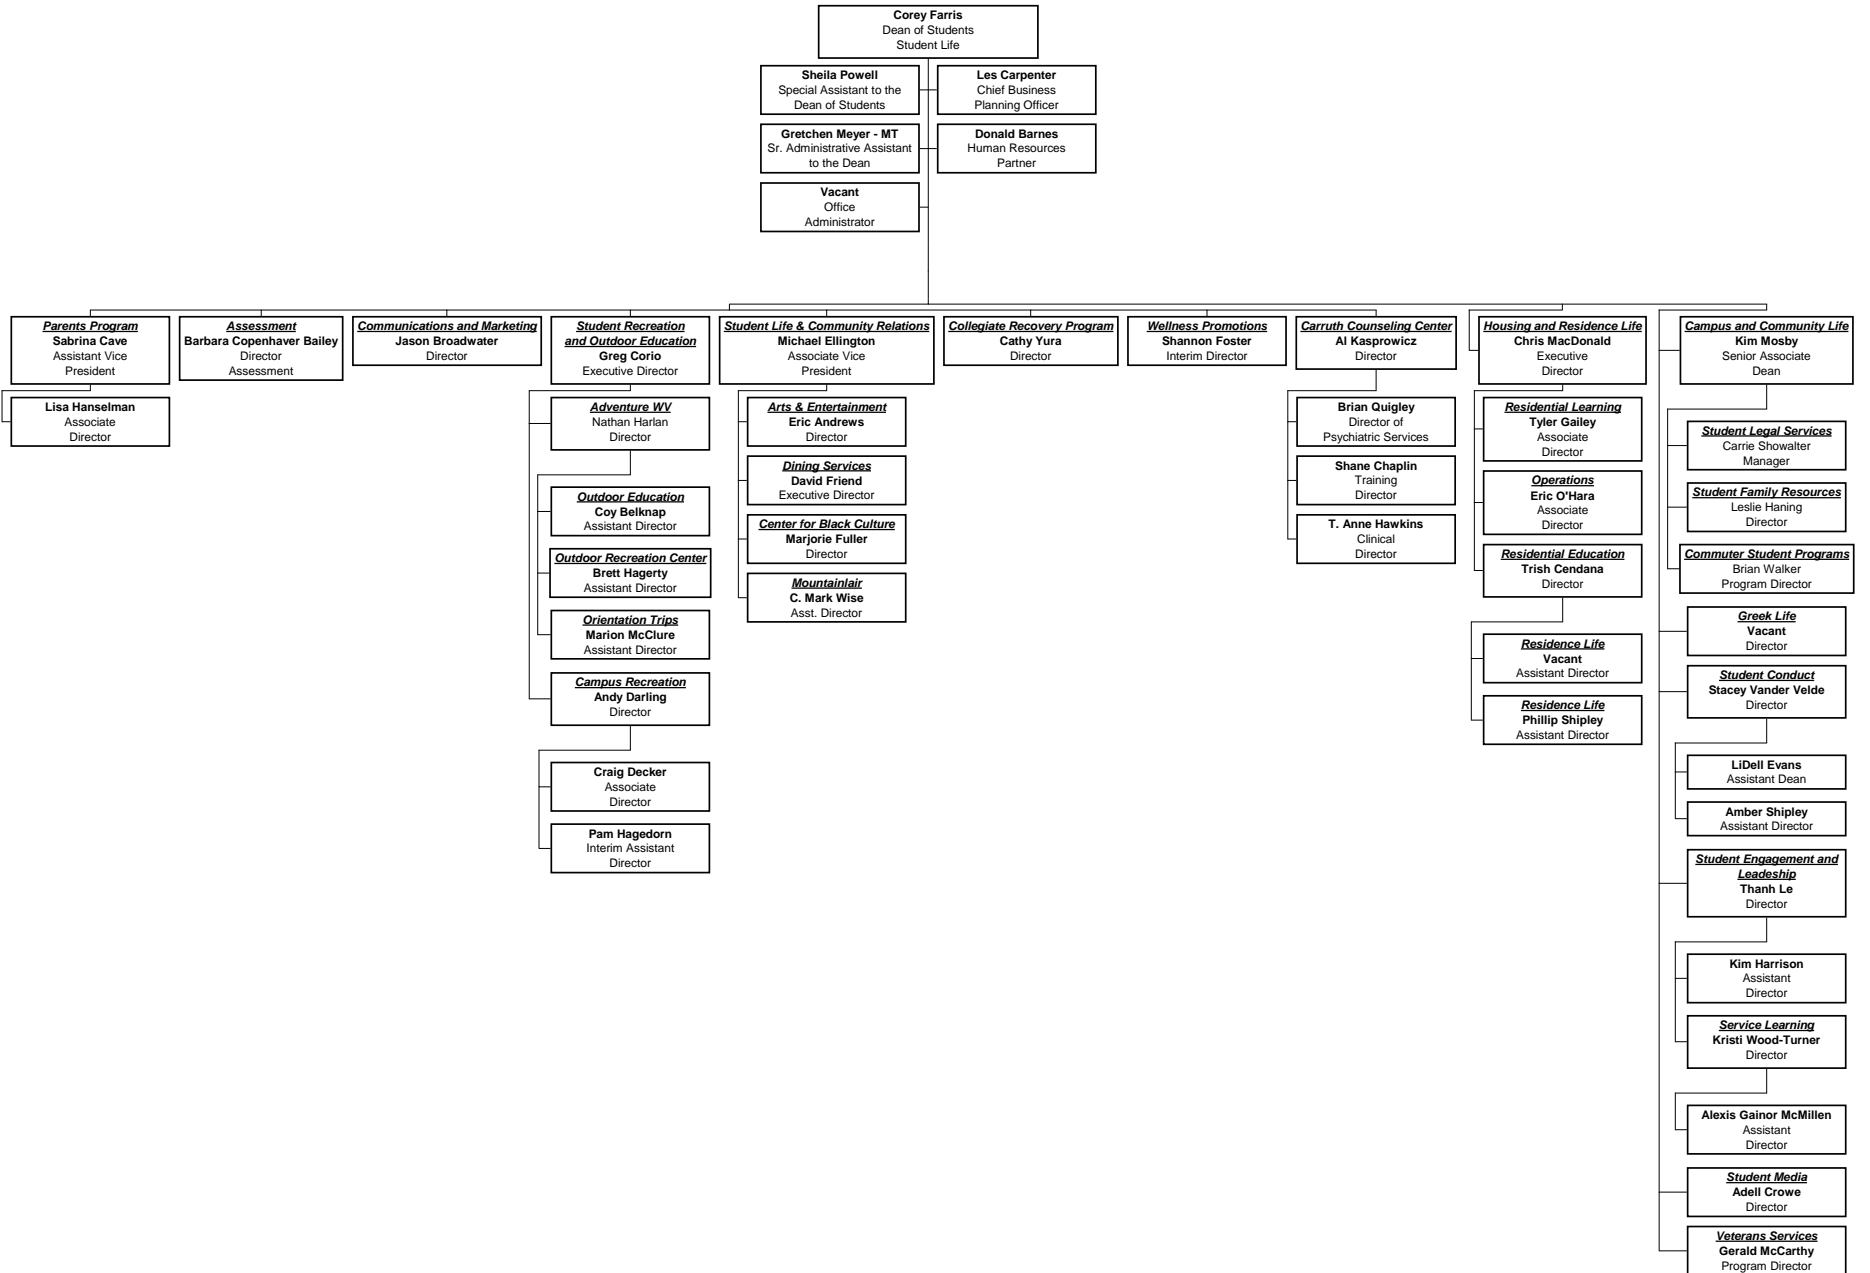 Corey Farris
Dean of Students
Student Life
Sheila Powell
Special Assistant to the
Dean of Students
Les Carpenter
Chief Business
Planning Officer
Gretchen Meyer - MT
Sr. Administrative Assistant
to the Dean
Donald Barnes
Human Resources
Partner
Vacant
Office
Administrator
Parents Program
Sabrina Cave
Assistant Vice
President
Lisa Hanselman
Associate
Director
Assessment
Barbara Copenhaver Bailey
Director
Assessment
Communications and Marketing
Jason Broadwater
Director
Student Recreation
and Outdoor Education
Greg Corio
Executive Director
Adventure WV
Nathan Harlan
Director
Outdoor Education
Coy Belknap
Assistant Director
Outdoor Recreation Center
Brett Hagerty
Assistant Director
Orientation Trips
Marion McClure
Assistant Director
Campus Recreation
Andy Darling
Director
Craig Decker
Associate
Director
Pam Hagedorn
Interim Assistant
Director
Student Life & Community Relations
Michael Ellington
Associate Vice
President
Arts & Entertainment
Eric Andrews
Director
Dining Services
David Friend
Executive Director
Center for Black Culture
Marjorie Fuller
Director
Mountainlair
C. Mark Wise
Asst. Director
Collegiate Recovery Program
Cathy Yura
Director
Wellness Promotions
Shannon Foster
Interim Director
Carruth Counseling Center
Al Kasprowicz
Director
Brian Quigley
Director of
Psychiatric Services
Shane Chaplin
Training
Director
T. Anne Hawkins
Clinical
Director
Housing and Residence Life
Chris MacDonald
Executive
Director
Residential Learning
Tyler Gailey
Associate
Director
Operations
Eric O'Hara
Associate
Director
Residential Education
Trish Cendana
Director
Residence Life
Vacant
Assistant Director
Residence Life
Phillip Shipley
Assistant Director
Campus and Community Life
Kim Mosby
Senior Associate
Dean
Student Legal Services
Carrie Showalter
Manager
Student Family Resources
Leslie Haning
Director
Commuter Student Programs
Brian Walker
Program Director
Greek Life
Vacant
Director
Student Conduct
Stacey Vander Velde
Director
LiDell Evans
Assistant Dean
Amber Shipley
Assistant Director
Student Engagement and
Leadeship
Thanh Le
Director
Kim Harrison
Assistant
Director
Service Learning
Kristi Wood-Turner
Director
Alexis Gainor McMillen
Assistant
Director
Student Media
Adell Crowe
Director
Veterans Services
Gerald McCarthy
Program Director